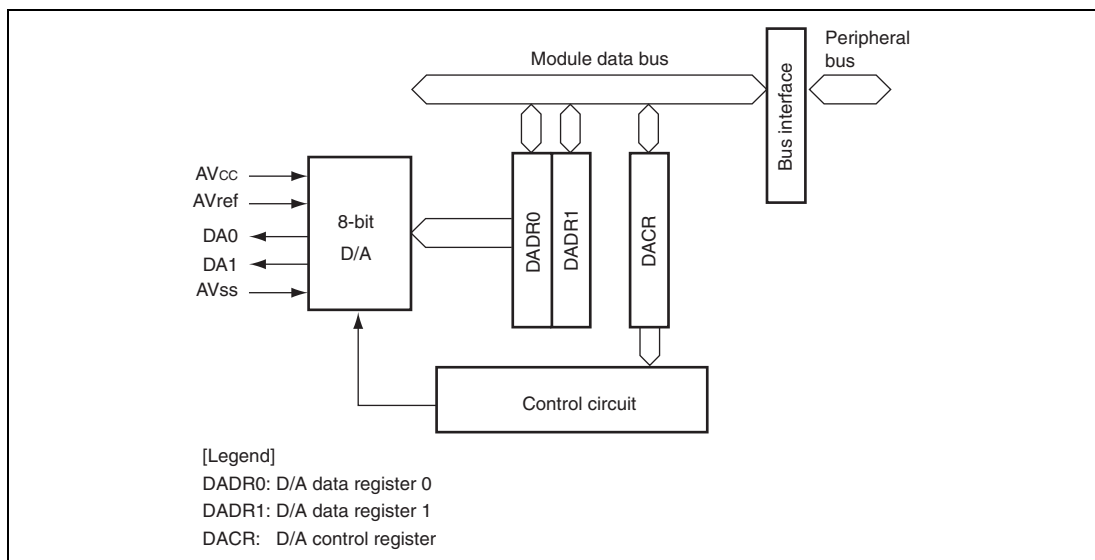 Module data bus
Peripheral
bus
Bus interface
AVCC
AVref
DA0
DA1
AVss
8-bit
D/A
DADR0
DADR1
DACR
Control circuit
[Legend]
DADR0: D/A data register 0
DADR1: D/A data register 1
DACR: D/A control register